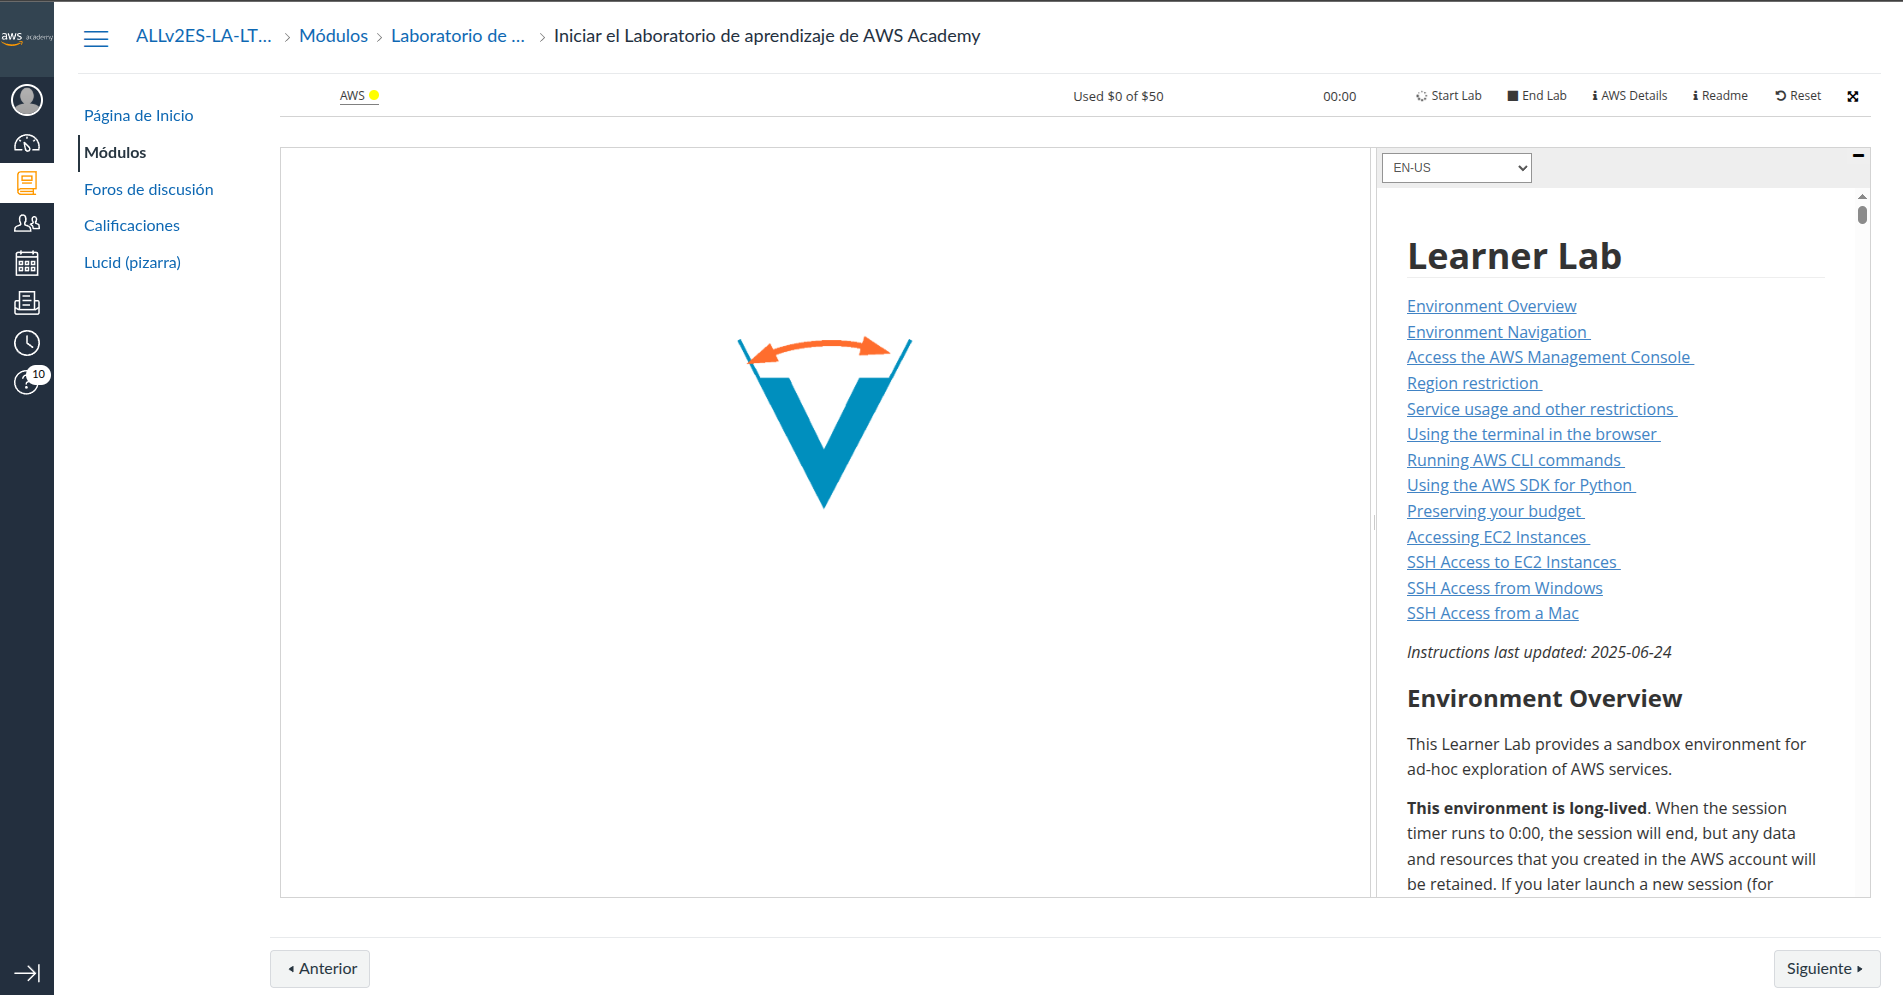 aws academy
ALLv2ES-LA-LT... > Módulos > Laboratorio de ... > Iniciar el Laboratorio de aprendizaje de AWS Academy
Página de Inicio
Módulos
Foros de discusión
Calificaciones
Lucid (pizarra)
10
AWS
Used $0 of $50
00:00
Start Lab
End Lab
AWS Details
Readme
Reset
EN-US
Learner Lab
Environment Overview
Environment Navigation
Access the AWS Management Console
Region restriction
Service usage and other restrictions
Using the terminal in the browser
Running AWS CLI commands
Using the AWS SDK for Python
Preserving your budget
Accessing EC2 Instances
SSH Access to EC2 Instances
SSH Access from Windows
SSH Access from a Mac
Instructions last updated: 2025-06-24
Environment Overview
This Learner Lab provides a sandbox environment for
ad-hoc exploration of AWS services.
This environment is long-lived. When the session
timer runs to 0:00, the session will end, but any data
and resources that you created in the AWS account will
be retained. If you later launch a new session (for
Anterior
Siguiente